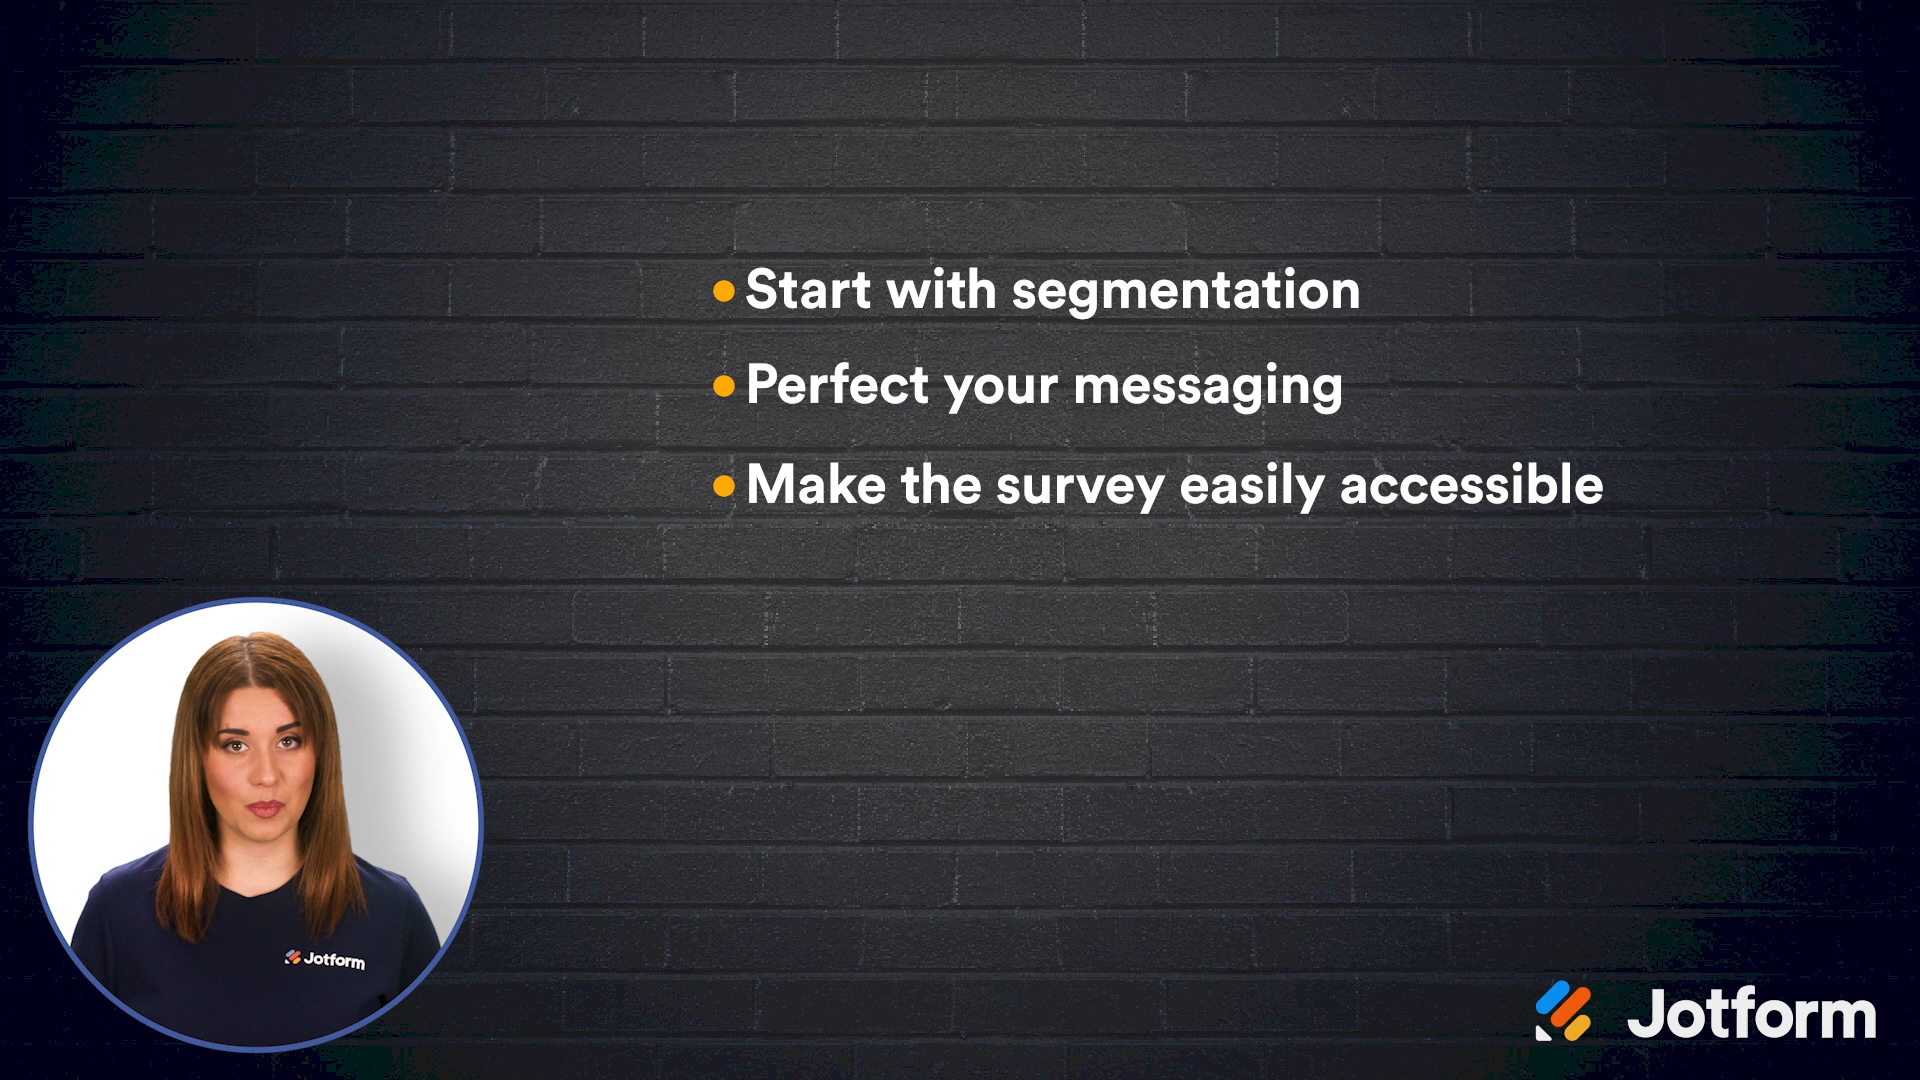 Start with segmentation
Perfect your messaging
Make the survey easily accessible
Jotform
Jotform